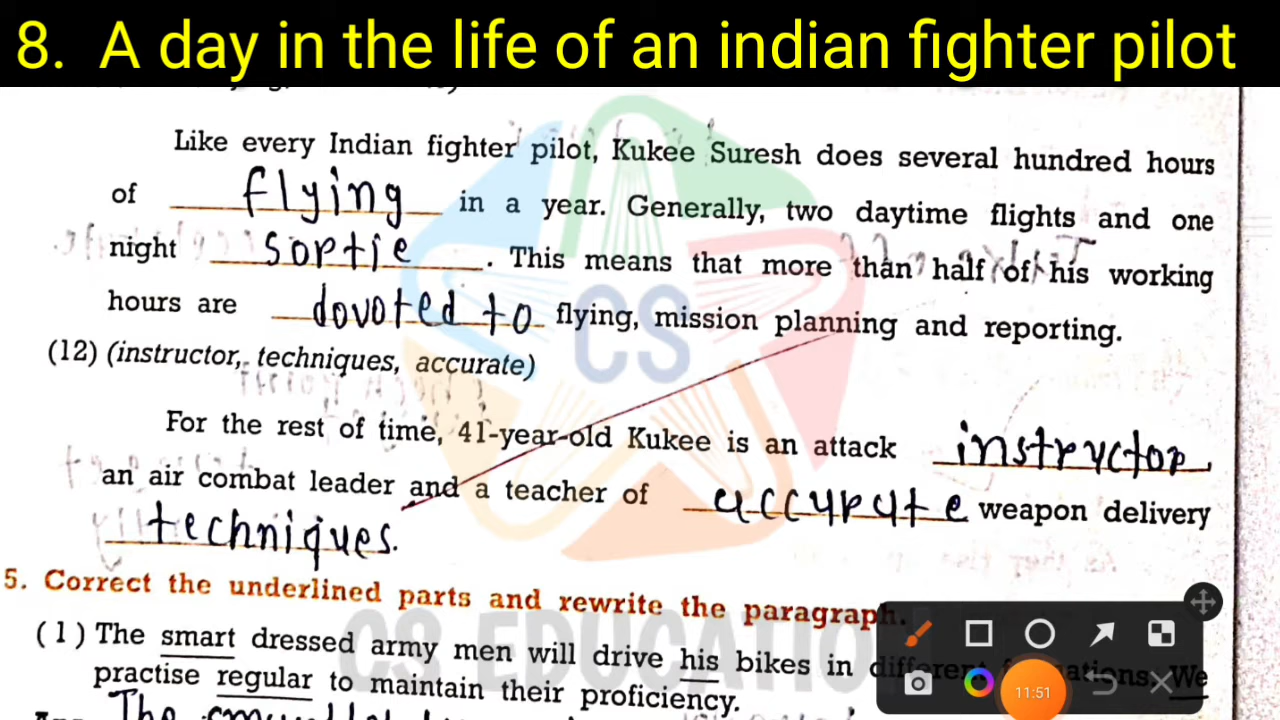 8. A day in the life of an indian fighter pilot
Like every Indian fighter pilot, Kukee Suresh does several hundred hours
of flying in a year. Generally, two daytime flights and one
night sortie. This means that more than half of his working
hours are dovoted to flying, mission planning and reporting.
(12) (instructor, techniques, accurate)
For the rest of time, 41-year-old Kukee is an attack instructor,
an air combat leader and a teacher of accurate weapon delivery
techniques.
CS
CS EDUCATION
5. Correct the underlined parts and rewrite the paragraph.
(1) The smart dressed army men will drive his bikes in different We
practise regular to maintain their proficiency.
The
11:51